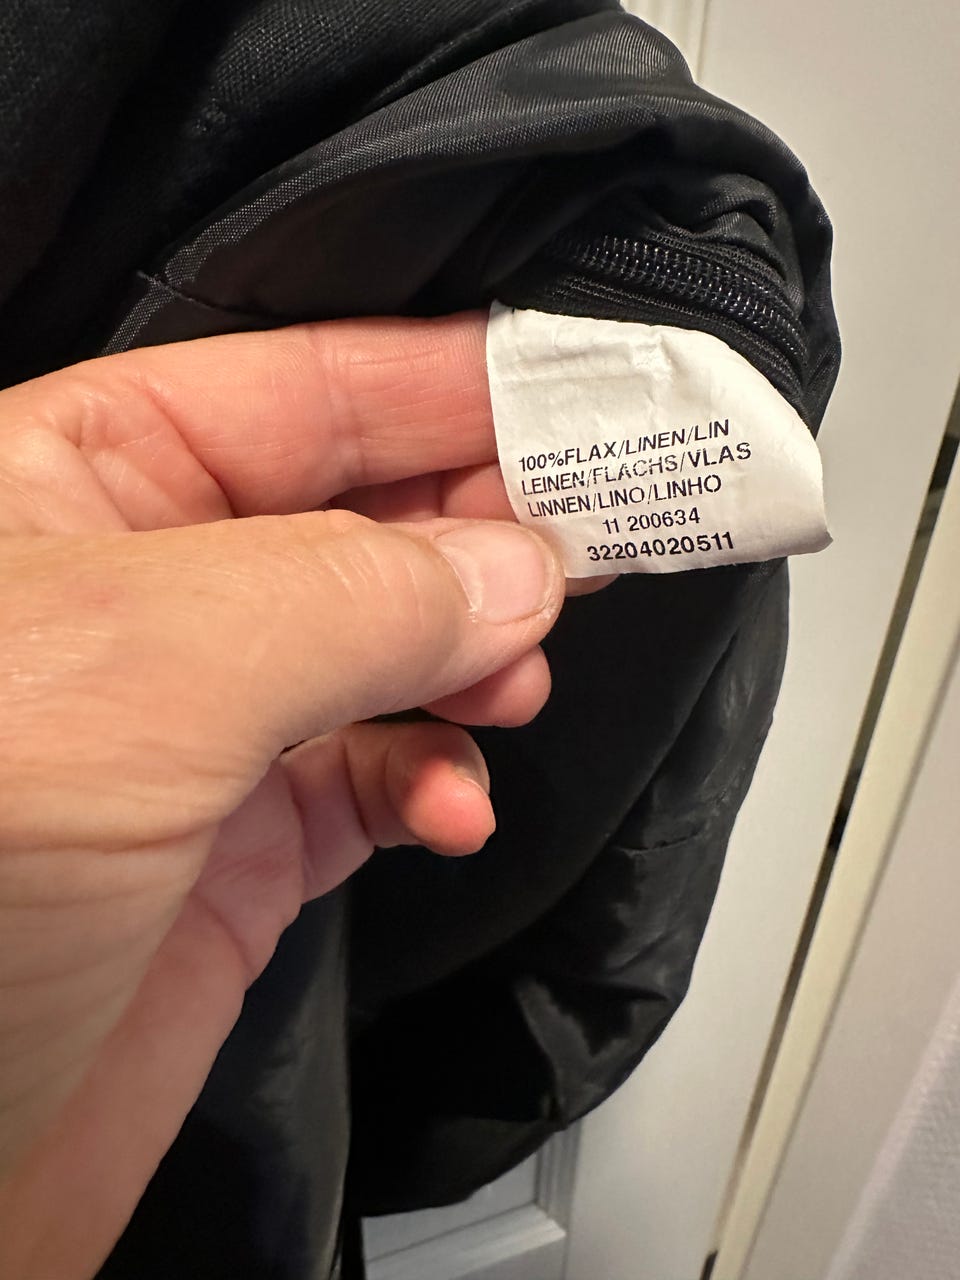 100%FLAX/LINEN/LIN
LEINEN/FLACHS/VLAS
LINNEN/LINO/LINHO
11 200634
32204020511